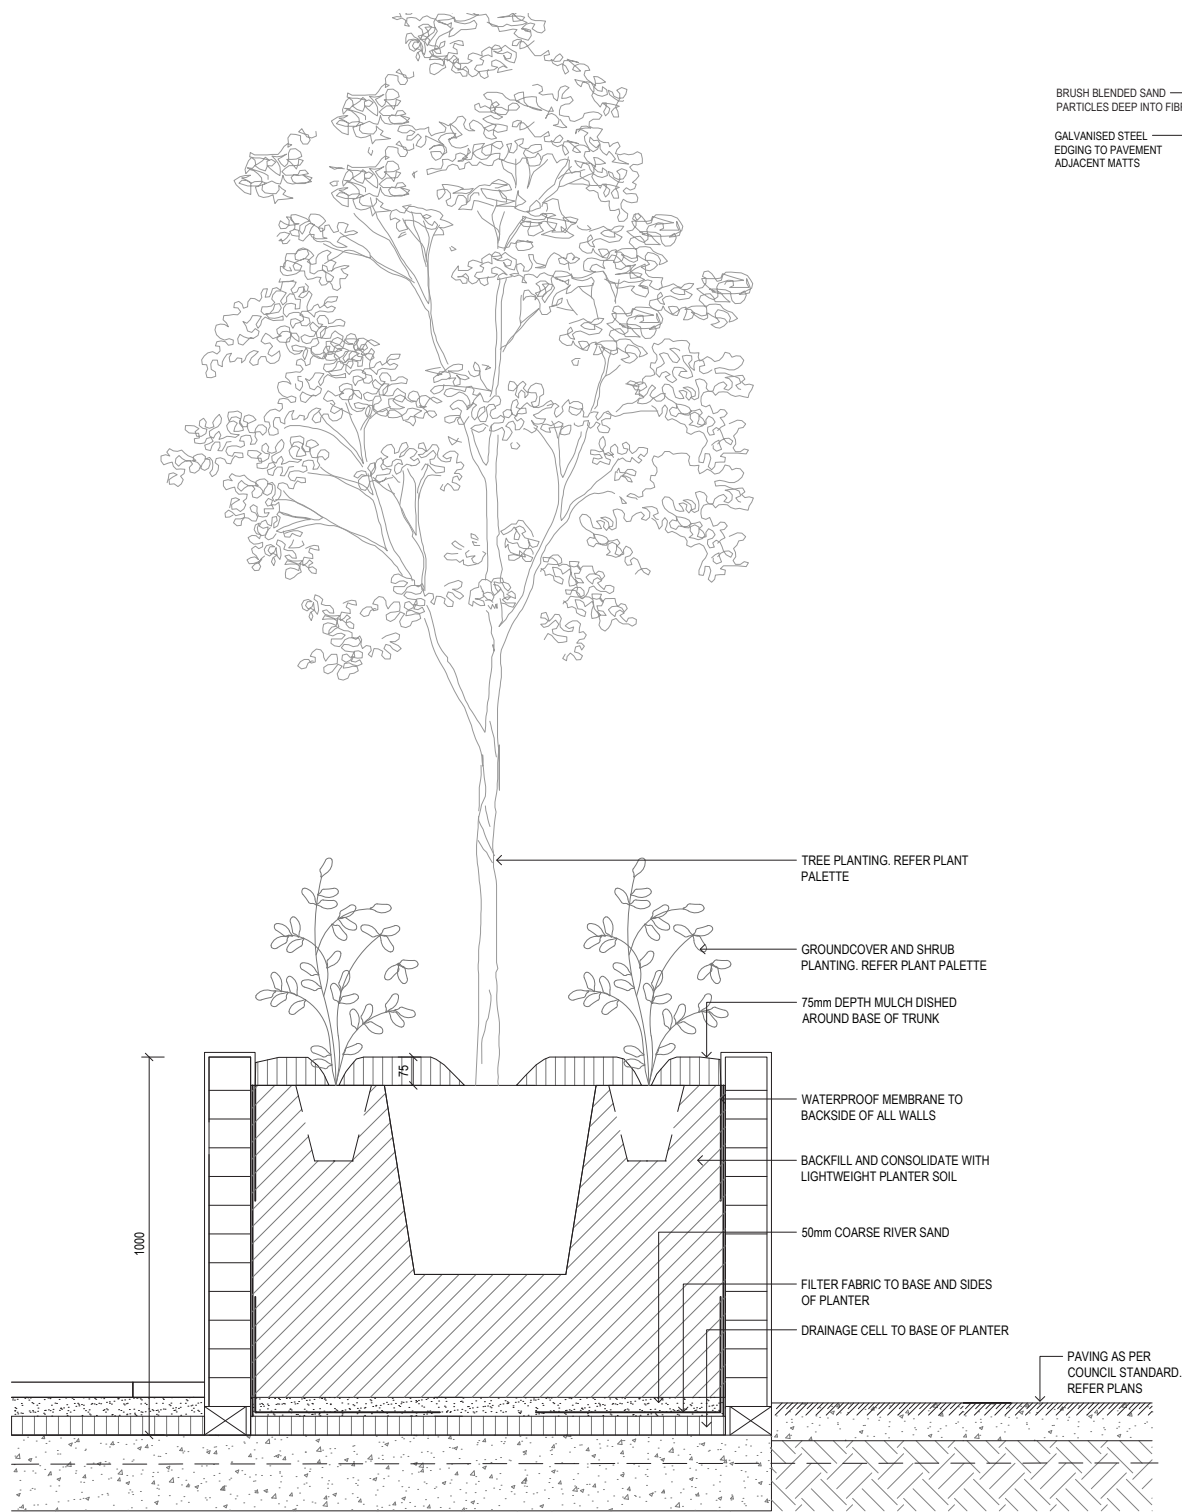 BRUSH BLENDED SAND
PARTICLES DEEP INTO
GALVANISED STEEL
EDGING TO PAVEMENT
ADJACENT MATTS
TREE PLANTING. REFER PLANT
PALETTE
GROUNDCOVER AND SHRUB
PLANTING. REFER PLANT PALETTE
75mm DEPTH MULCH DISHED
AROUND BASE OF TRUNK
75
WATERPROOF MEMBRANE TO
BACKSIDE OF ALL WALLS
BACKFILL AND CONSOLIDATE WITH
LIGHTWEIGHT PLANTER SOIL
1000
50mm COARSE RIVER SAND
FILTER FABRIC TO BASE AND SIDES
OF PLANTER
DRAINAGE CELL TO BASE OF PLANTER
PAVING AS PER
COUNCIL STANDARD.
REFER PLANS